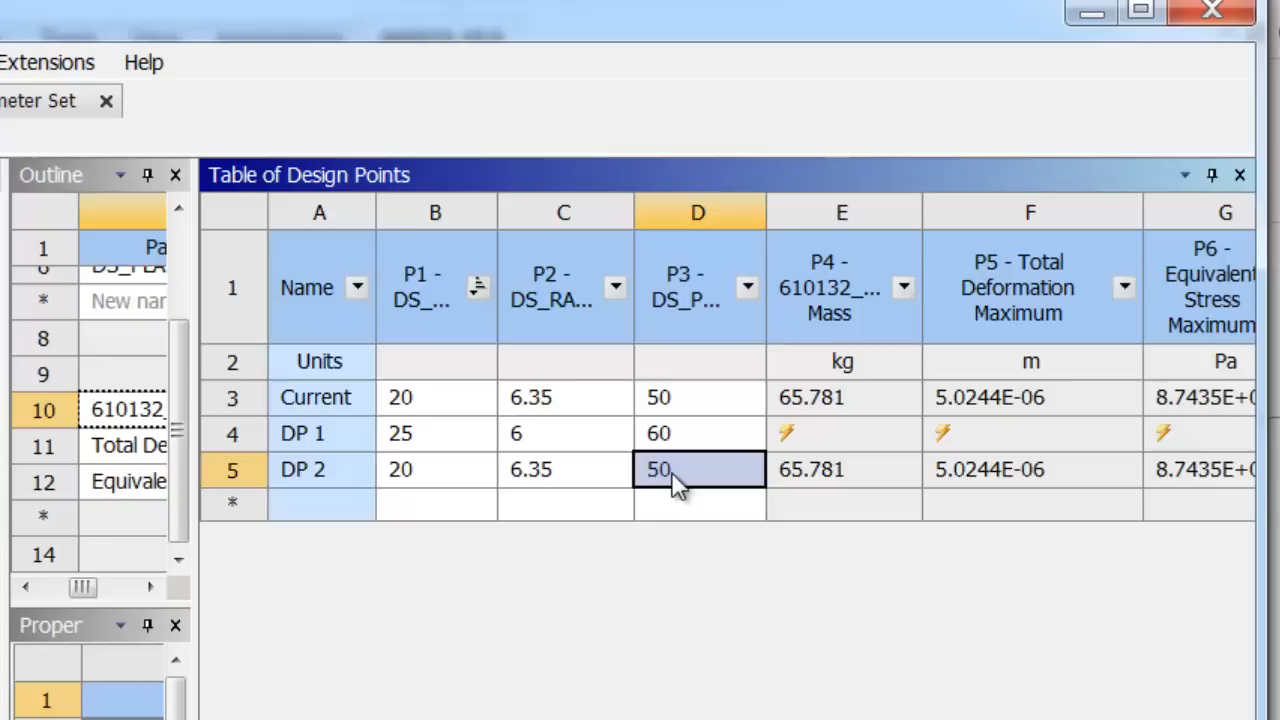 Extensions Help
meter Set
Outline
Table of Design Points
A B C D E F G
1 Pa
1 Name P1 - DS_... P2 - DS_RA... P3 - DS_P... P4 - 610132_... Mass P5 - Total Deformation Maximum P6 - Equivalent Stress Maximum
* New nar
2 Units kg m Pa
8
9
3 Current 20 6.35 50 65.781 5.0244E-06 8.7435E+0
10 610132_
4 DP 1 25 6 60
11 Total De
5 DP 2 20 6.35 50 65.781 5.0244E-06 8.7435E+0
12 Equivale
*
*
14
Proper
1